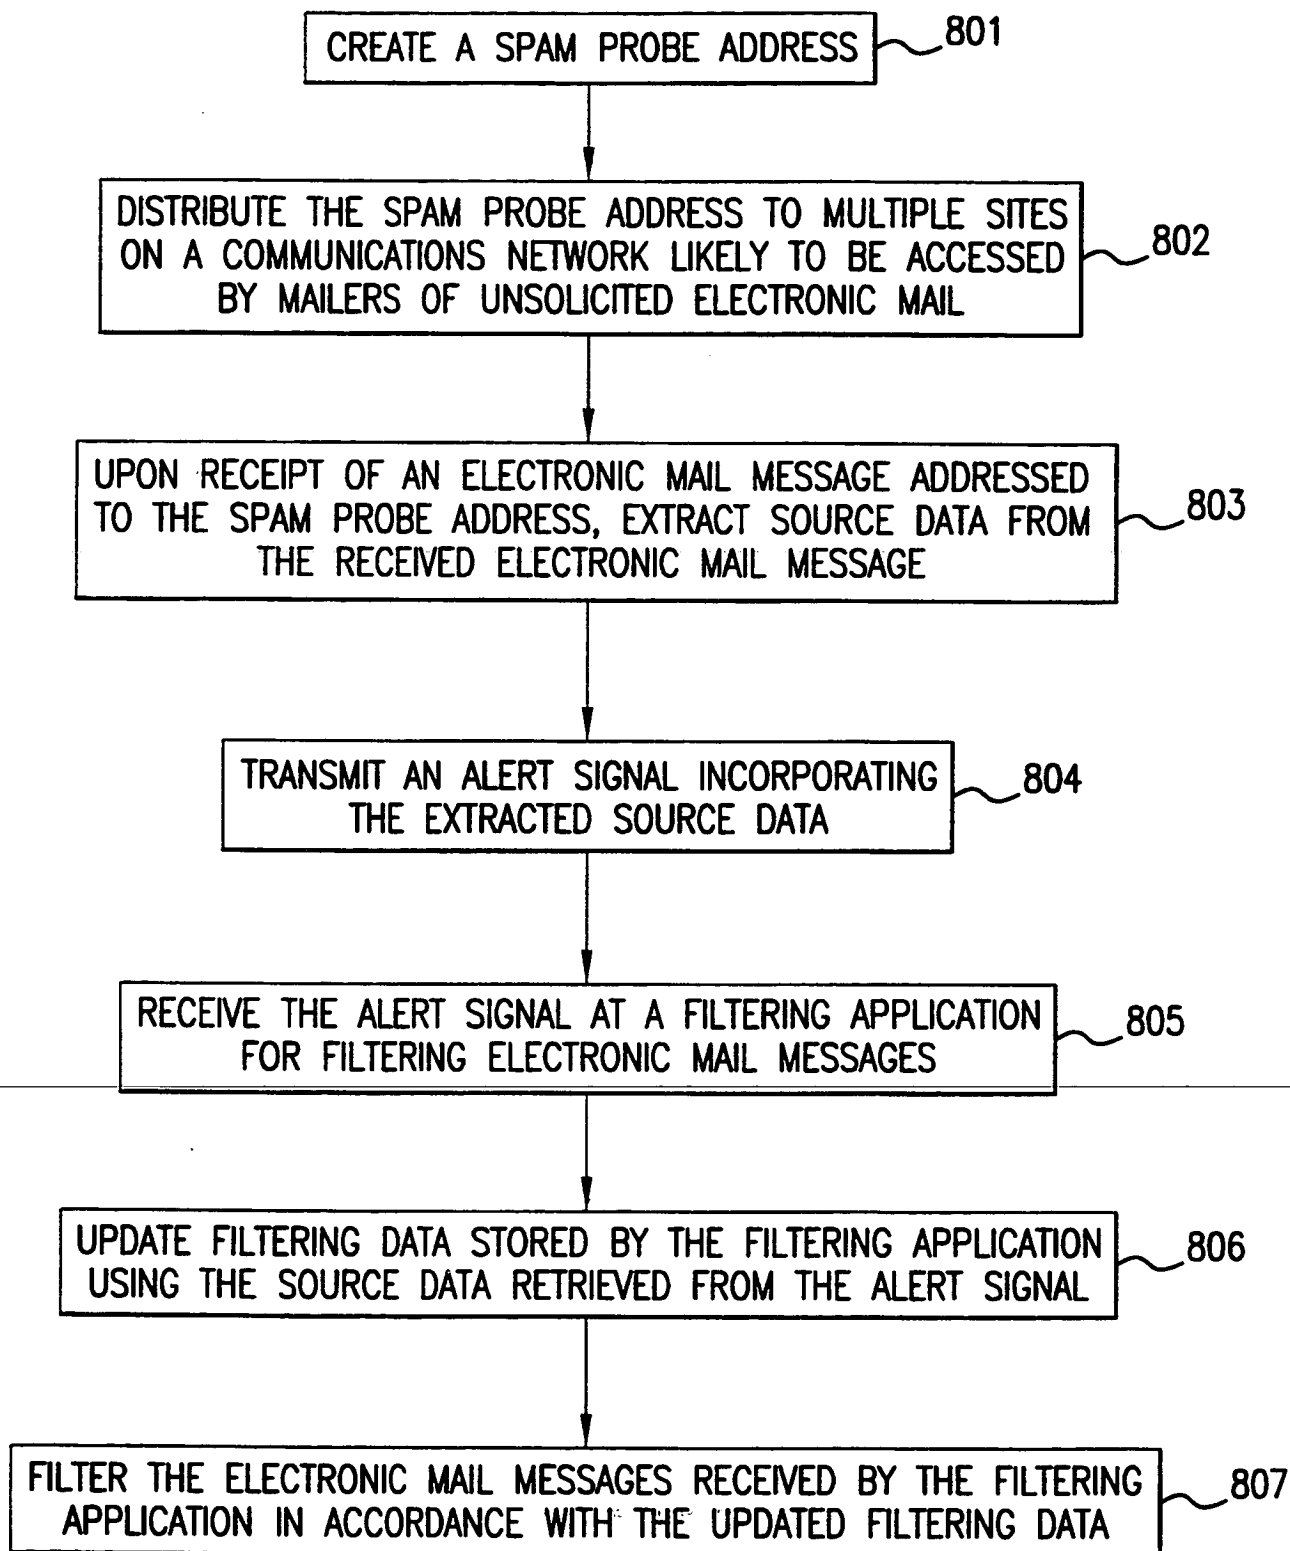 CREATE A SPAM PROBE ADDRESS
801
DISTRIBUTE THE SPAM PROBE ADDRESS TO MULTIPLE SITES
ON A COMMUNICATIONS NETWORK LIKELY TO BE ACCESSED
BY MAILERS OF UNSOLICITED ELECTRONIC MAIL
802
UPON RECEIPT OF AN ELECTRONIC MAIL MESSAGE ADDRESSED
TO THE SPAM PROBE ADDRESS, EXTRACT SOURCE DATA FROM
THE RECEIVED ELECTRONIC MAIL MESSAGE
803
TRANSMIT AN ALERT SIGNAL INCORPORATING
THE EXTRACTED SOURCE DATA
804
RECEIVE THE ALERT SIGNAL AT A FILTERING APPLICATION
FOR FILTERING ELECTRONIC MAIL MESSAGES
805
UPDATE FILTERING DATA STORED BY THE FILTERING APPLICATION
USING THE SOURCE DATA RETRIEVED FROM THE ALERT SIGNAL
806
FILTER THE ELECTRONIC MAIL MESSAGES RECEIVED BY THE FILTERING
APPLICATION IN ACCORDANCE WITH THE UPDATED FILTERING DATA
807